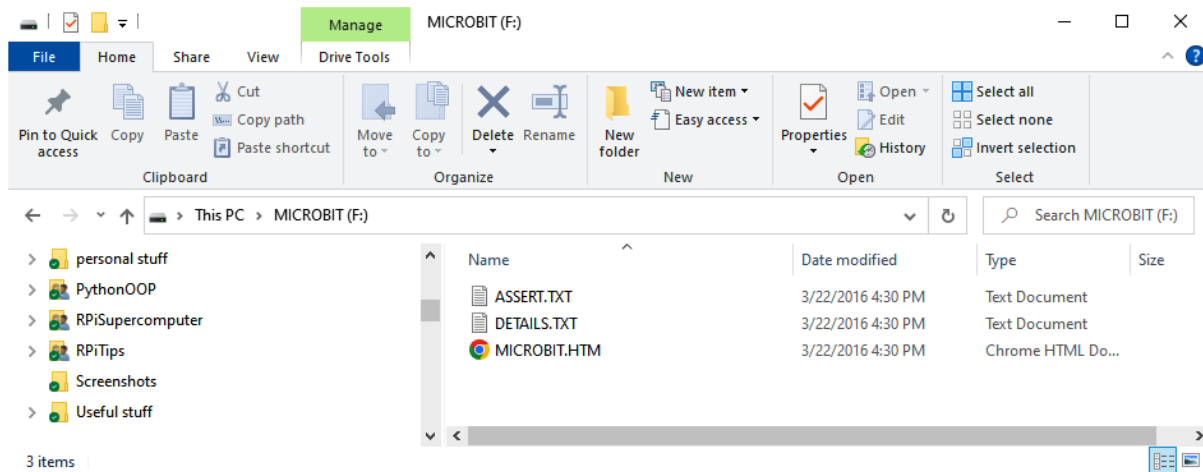 Manage MICROBIT (F:)
File Home Share View Drive Tools
Pin to Quick access
Copy
Paste
Cut
Copy path
Paste shortcut
Clipboard
Move to
Copy to
Delete
Rename
Organize
New folder
New item
Easy access
New
Properties
Open
Edit
History
Open
Select all
Select none
Invert selection
Select
This PC > MICROBIT (F:)
Search MICROBIT (F:)
personal stuff
PythonOOP
RPiSupercomputer
RPiTips
Screenshots
Useful stuff
Name Date modified Type Size
ASSERT.TXT 3/22/2016 4:30 PM Text Document
DETAILS.TXT 3/22/2016 4:30 PM Text Document
MICROBIT.HTM 3/22/2016 4:30 PM Chrome HTML Do...
3 items